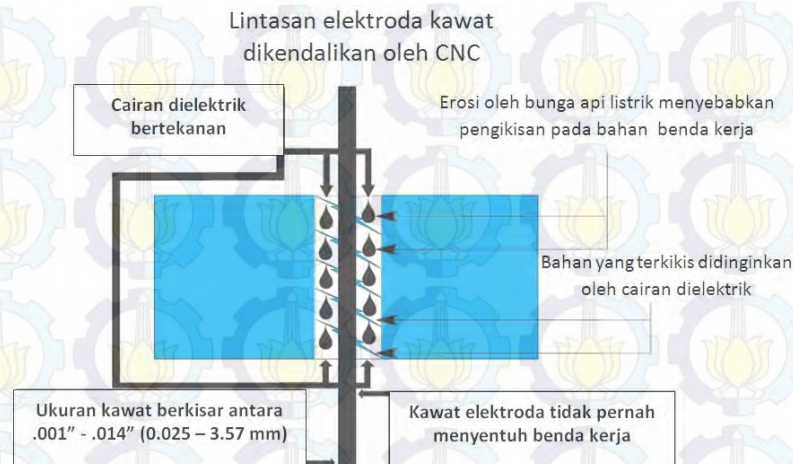 Lintasan elektroda kawat
dikendalikan oleh CNC
Cairan dielektrik
bertekanan
Erosi oleh bunga api listrik menyebabkan
pengikisan pada bahan benda kerja
Bahan yang terkikis didinginkan
oleh cairan dielektrik
Ukuran kawat berkisar antara
.001” - .014” (0.025 – 3.57 mm)
Kawat elektroda tidak pernah
menyentuh benda kerja